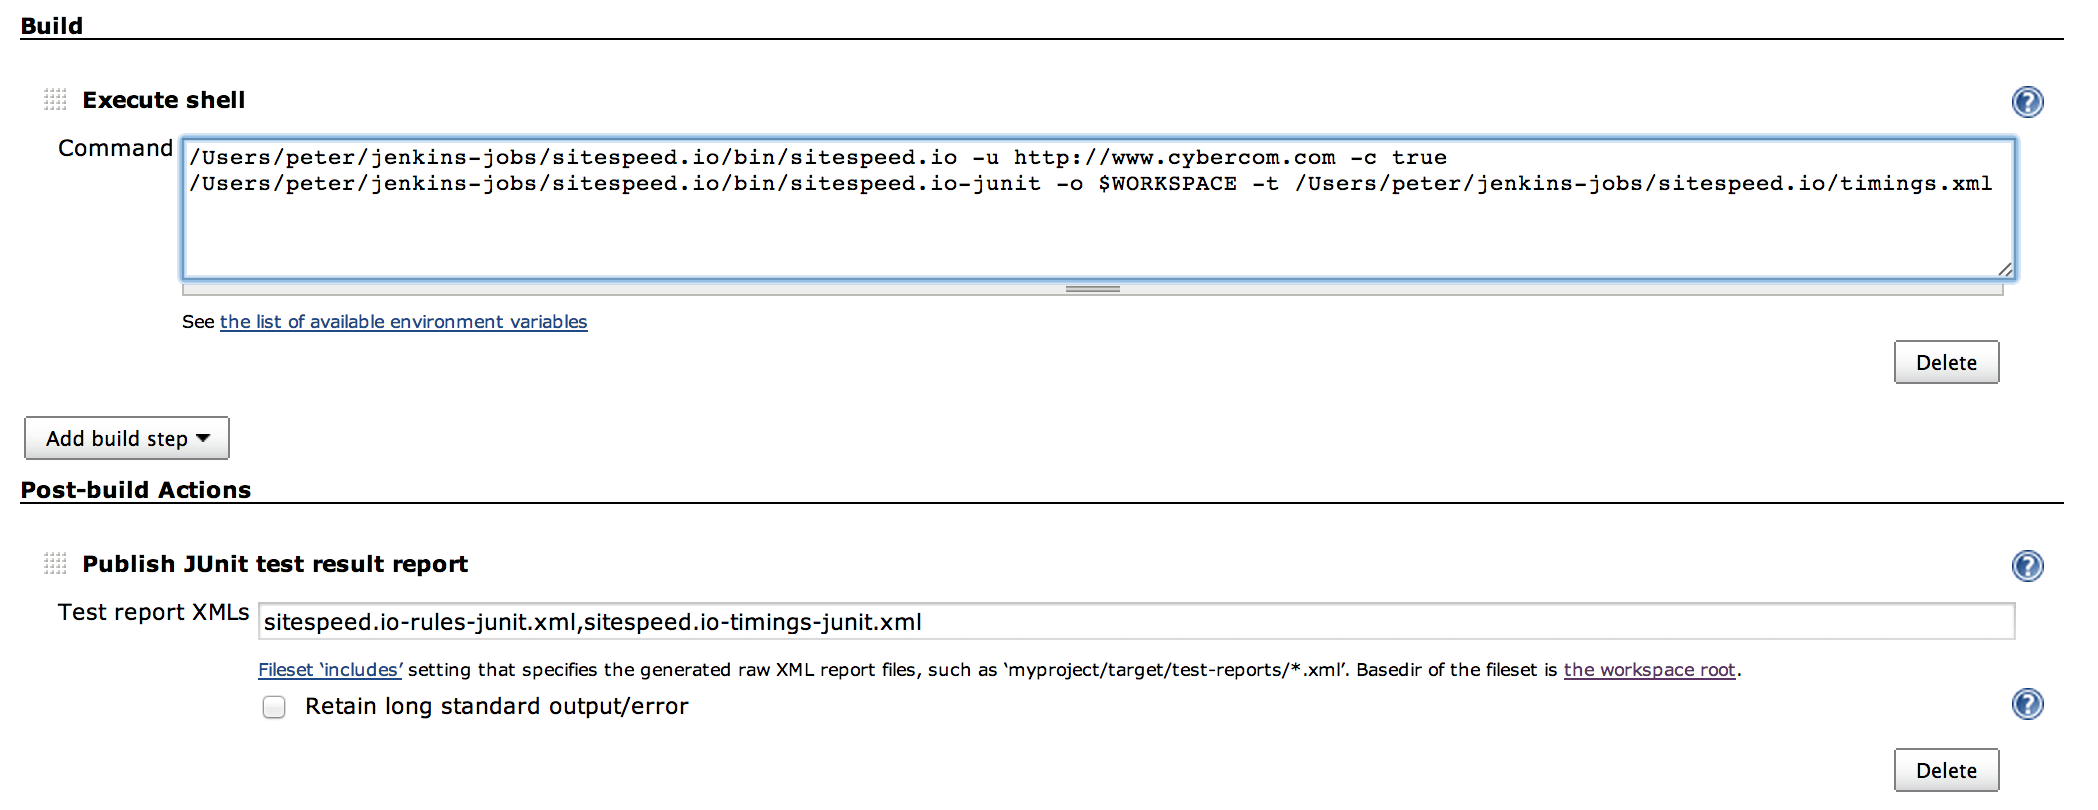 Build
Execute shell
Command
/Users/peter/jenkins-jobs/sitespeed.io/bin/sitespeed.io -u http://www.cybercom.com -c true
/Users/peter/jenkins-jobs/sitespeed.io/bin/sitespeed.io-junit -o $WORKSPACE -t /Users/peter/jenkins-jobs/sitespeed.io/timings.xml
See the list of available environment variables
Delete
Add build step
Post-build Actions
Publish JUnit test result report
Test report XMLs
sitespeed.io-rules-junit.xml,sitespeed.io-timings-junit.xml
Fileset ‘includes’ setting that specifies the generated raw XML report files, such as ‘myproject/target/test-reports/*.xml’. Basedir of the fileset is the workspace root.
Retain long standard output/error
Delete